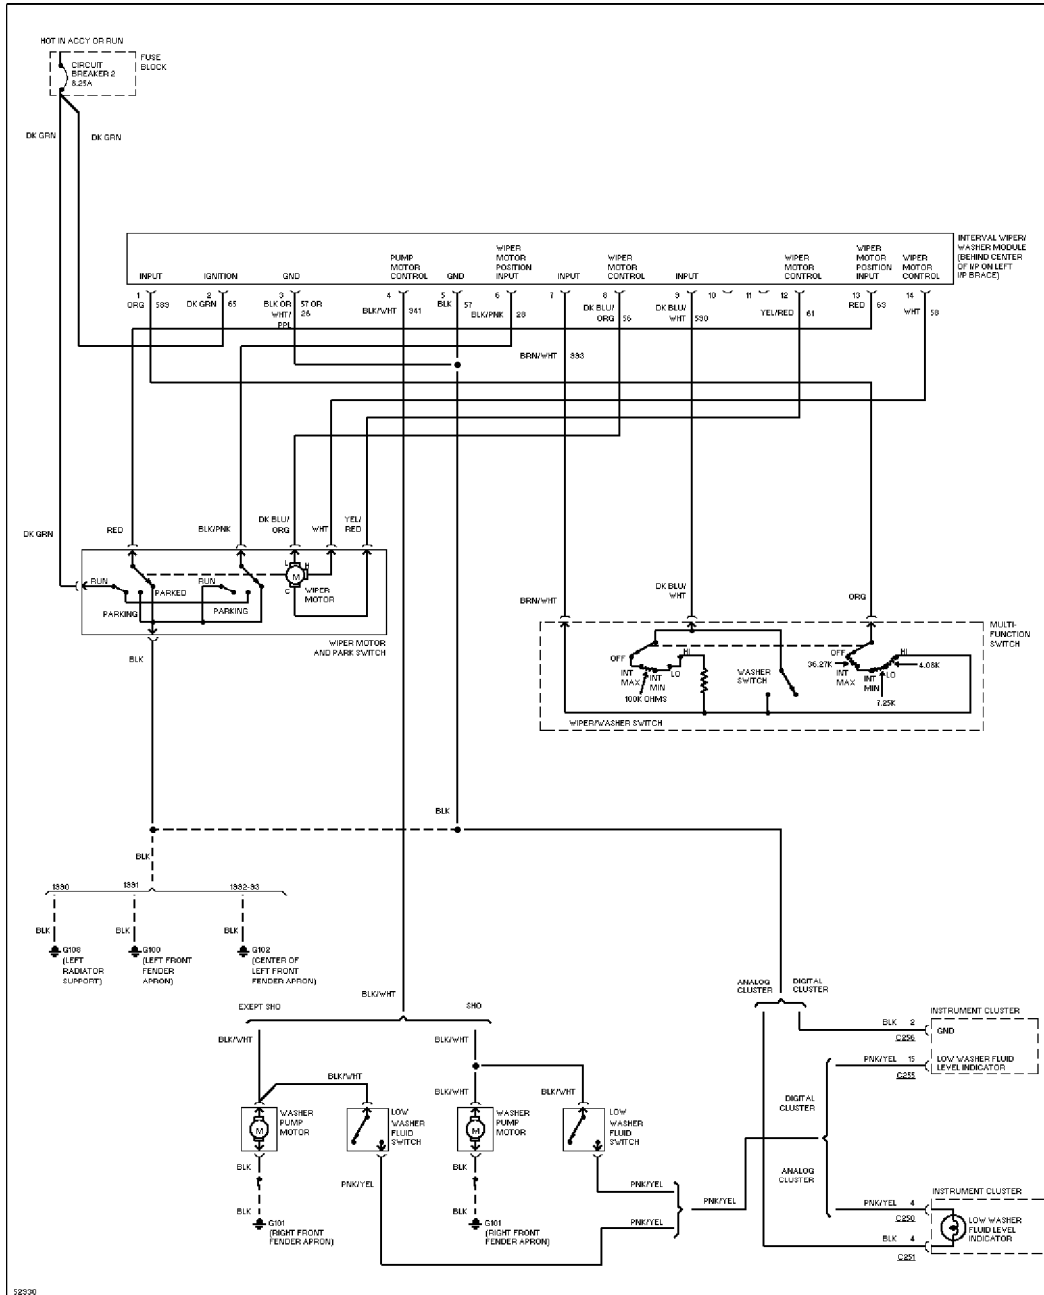 HOT IN ACCY OR RUN
CIRCUIT
BREAKER 2
8.25A
FUSE
BLOCK
DK GRN
DK GRN
INTERVAL WIPER/
WASHER MODULE
(BEHIND CENTER
OF I/P ON LEFT
I/P BRACE)
INPUT
IGNITION
GND
PUMP
MOTOR
CONTROL
GND
WIPER
MOTOR
POSITION
INPUT
INPUT
WIPER
MOTOR
CONTROL
INPUT
WIPER
MOTOR
CONTROL
WIPER
MOTOR
POSITION
INPUT
WIPER
MOTOR
CONTROL
1 2 3 4 5 6 7 8 9 10 11 12 13 14
ORG 589
DK GRN 65
BLK OR 57 OR
WHT/ 26
PPL
BLK/WHT 941
BLK 57
BLK/PNK 28
BRN/WHT 993
DK BLU/
ORG 56
DK BLU/
WHT 590
YEL/RED 61
RED 63
WHT 58
DK GRN
RED
BLK/PNK
DK BLU/
ORG
WHT
YEL/
RED
RUN
PARKED
PARKING
RUN
PARKING
L
H
M
C
WIPER
MOTOR
WIPER MOTOR
AND PARK SWITCH
BLK
BRN/WHT
DK BLU/
WHT
ORG
MULTI-
FUNCTION
SWITCH
OFF
INT
MAX
INT
MIN
LO
HI
100K OHMS
WASHER
SWITCH
OFF
36.27K
INT
MAX
INT
MIN
LO
HI
4.08K
7.25K
WIPER/WASHER SWITCH
BLK
BLK
1990
1991
1992-93
BLK
BLK
BLK
G108
(LEFT
RADIATOR
SUPPORT)
G100
(LEFT FRONT
FENDER
APRON)
G102
(CENTER OF
LEFT FRONT
FENDER APRON)
BLK/WHT
EXEPT SHO
SHO
BLK/WHT
BLK/WHT
BLK/WHT
BLK/WHT
BLK/WHT
WASHER
PUMP
MOTOR
M
LOW
WASHER
FLUID
SWITCH
WASHER
PUMP
MOTOR
M
LOW
WASHER
FLUID
SWITCH
BLK
PNK/YEL
BLK
BLK
BLK
G101
(RIGHT FRONT
FENDER APRON)
G101
(RIGHT FRONT
FENDER APRON)
PNK/YEL
PNK/YEL
PNK/YEL
ANALOG
CLUSTER
DIGITAL
CLUSTER
INSTRUMENT CLUSTER
BLK 2
C256
GND
PNK/YEL 15
C255
LOW WASHER FLUID
LEVEL INDICATOR
DIGITAL
CLUSTER
ANALOG
CLUSTER
INSTRUMENT CLUSTER
PNK/YEL 4
C250
LOW WASHER
FLUID LEVEL
INDICATOR
BLK 4
C251
52330